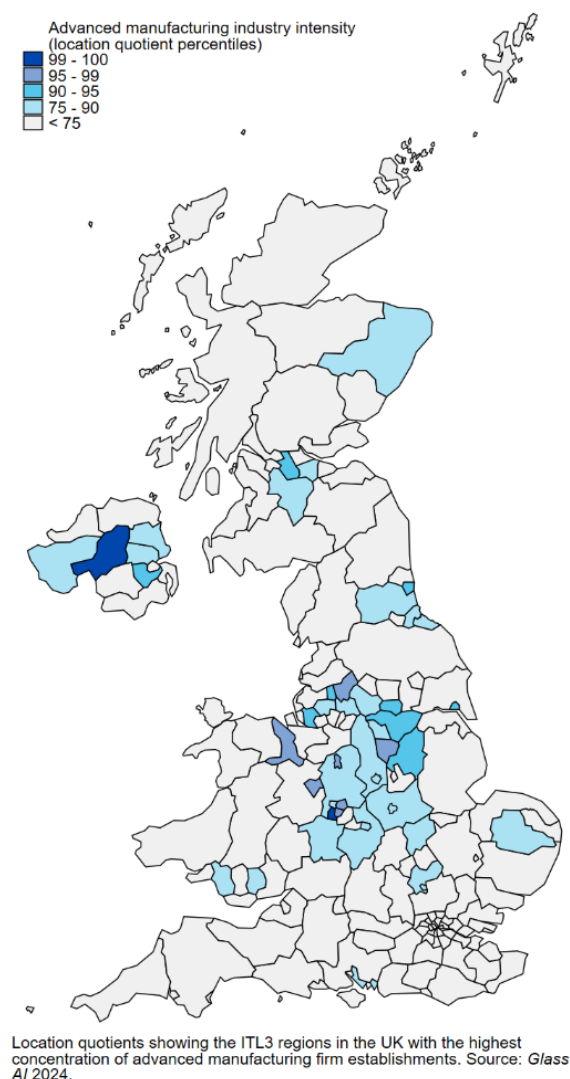 Advanced manufacturing industry intensity
(location quotient percentiles)
99 - 100
95 - 99
90 - 95
75 - 90
< 75
Location quotients showing the ITL3 regions in the UK with the highest
concentration of advanced manufacturing firm establishments. Source: Glass
AI 2024.